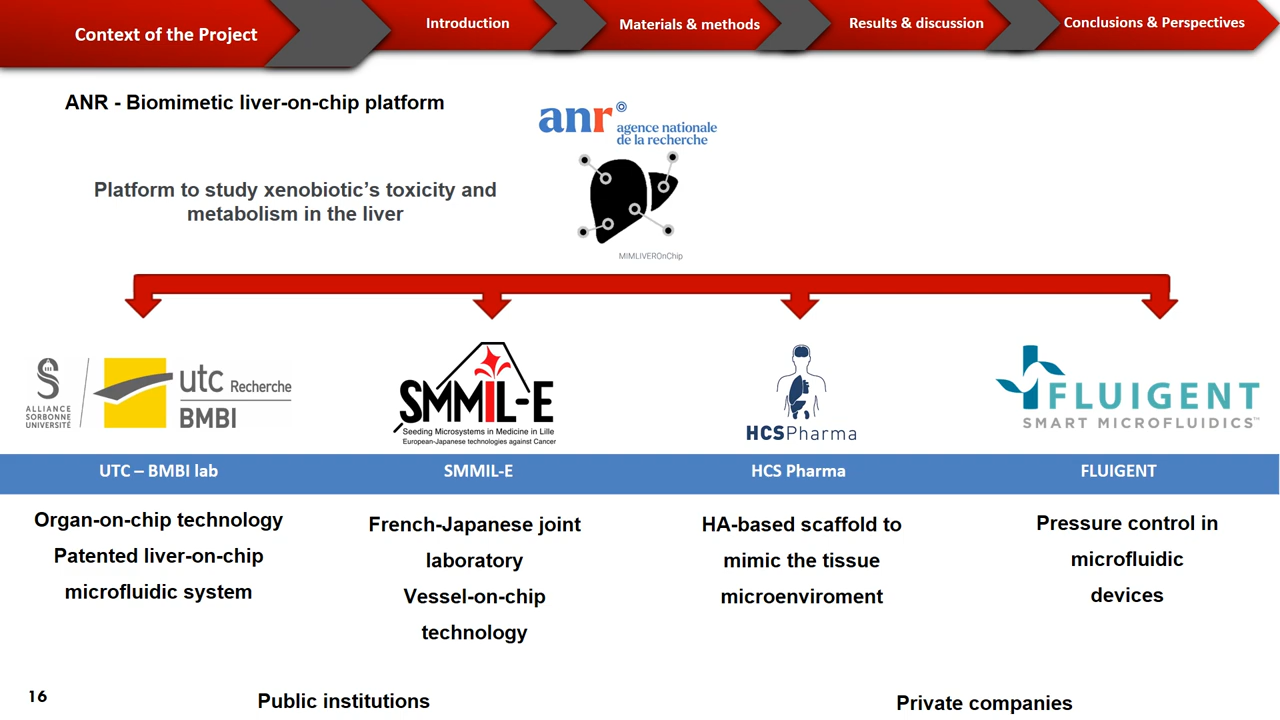 Context of the Project
Introduction
Materials & methods
Results & discussion
Conclusions & Perspectives
ANR - Biomimetic liver-on-chip platform
anr
agence nationale
de la recherche
Platform to study xenobiotic’s toxicity and
metabolism in the liver
MIMLIVEROnChip
ALLIANCE
SORBONNE
UNIVERSITÉ
utc Recherche
BMBI
SMMIL-E
Seeding Microsystems in Medicine in Lille
European-Japanese technologies against Cancer
HCSPharma
FLUIGENT
SMART MICROFLUIDICS™
UTC – BMBI lab
SMMIL-E
HCS Pharma
FLUIGENT
Organ-on-chip technology
Patented liver-on-chip
microfluidic system
French-Japanese joint
laboratory
Vessel-on-chip
technology
HA-based scaffold to
mimic the tissue
microenviroment
Pressure control in
microfluidic
devices
16
Public institutions
Private companies